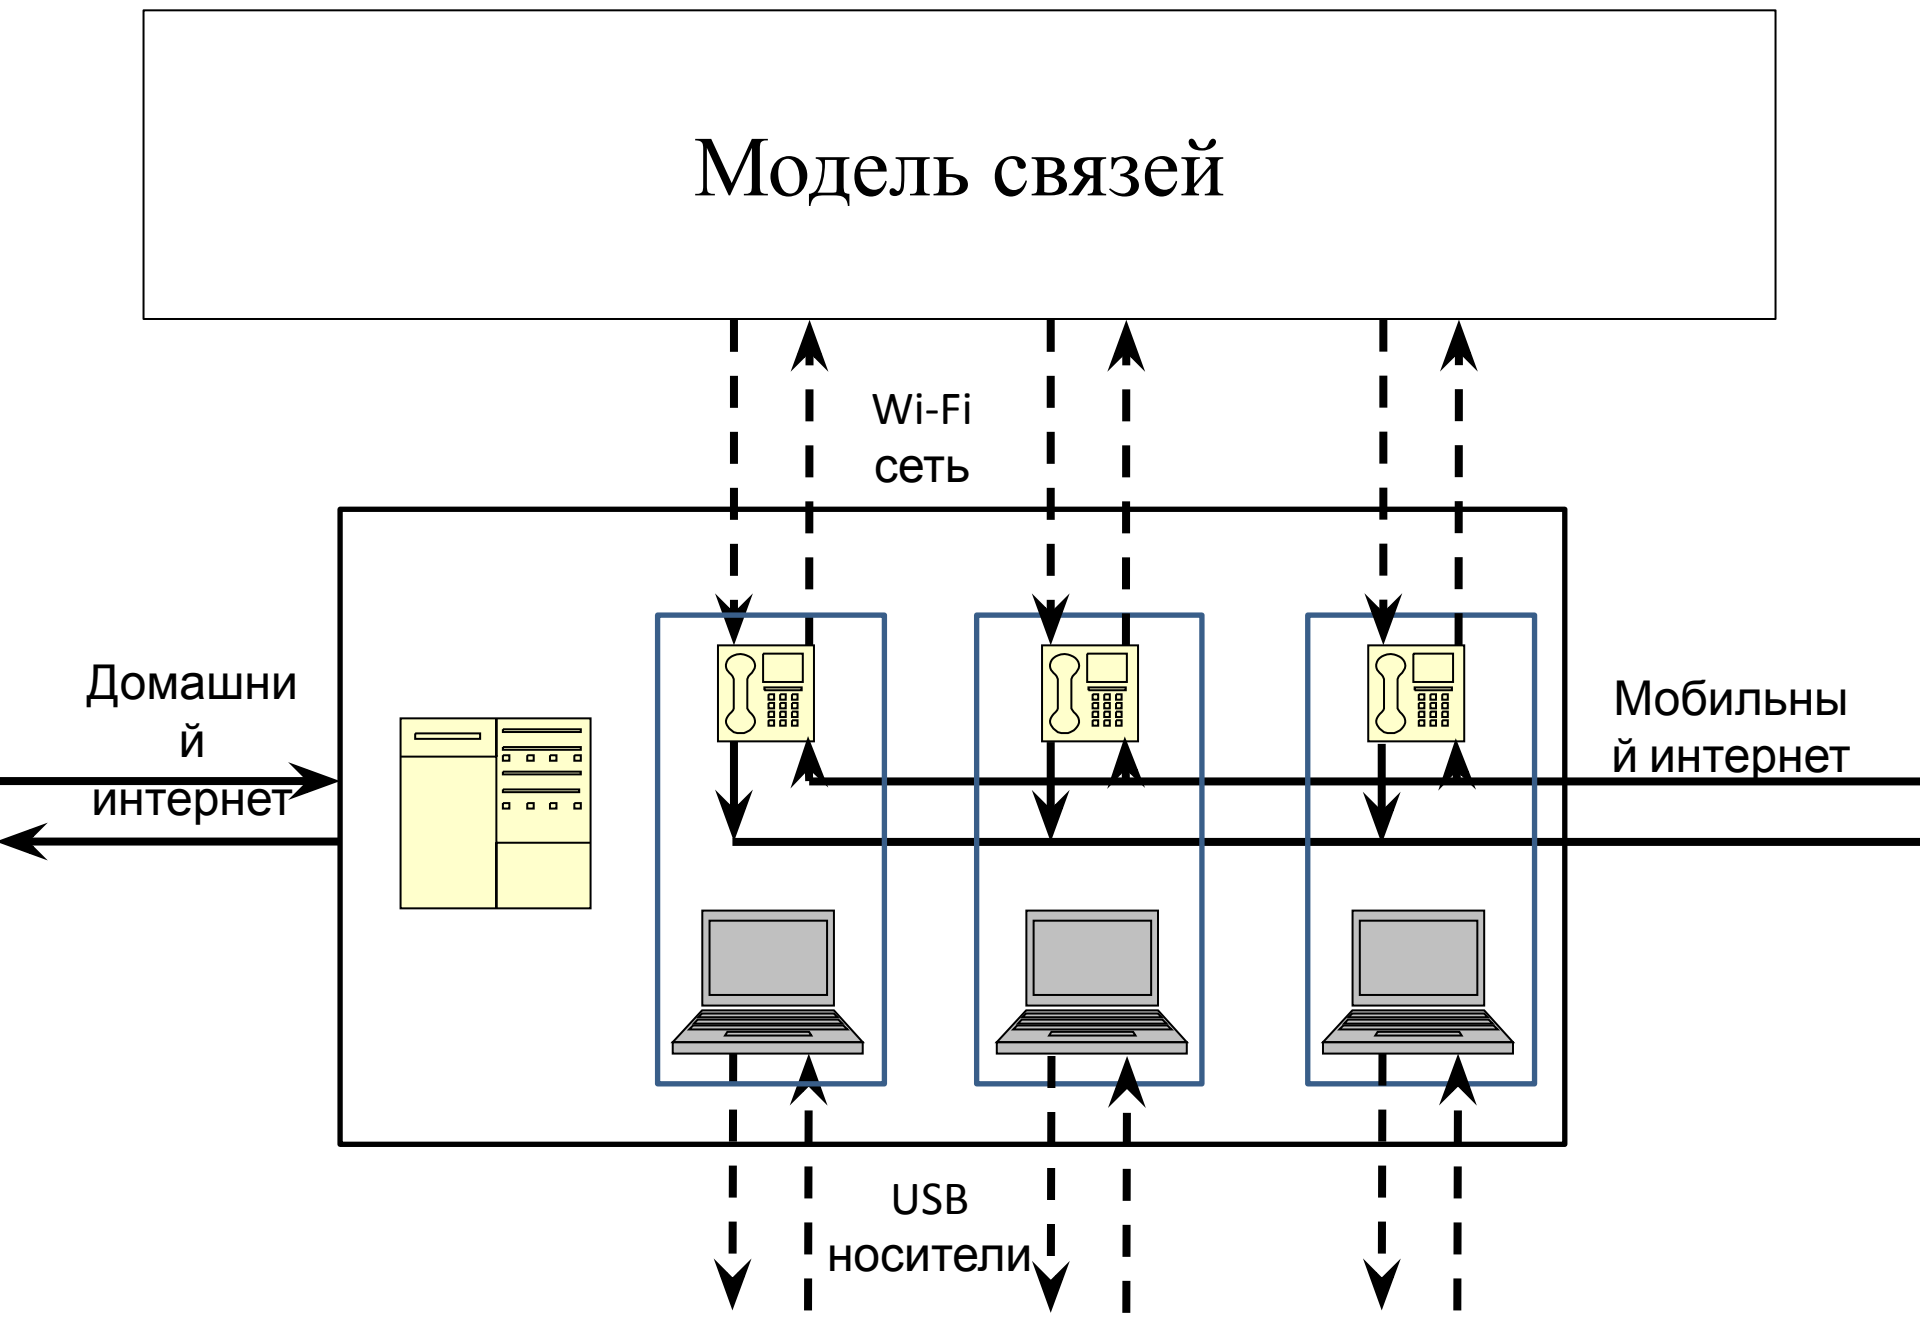 Модель связей
Wi-Fi
сеть
Домашни
й
интернет
Мобильны
й интернет
USB
носители